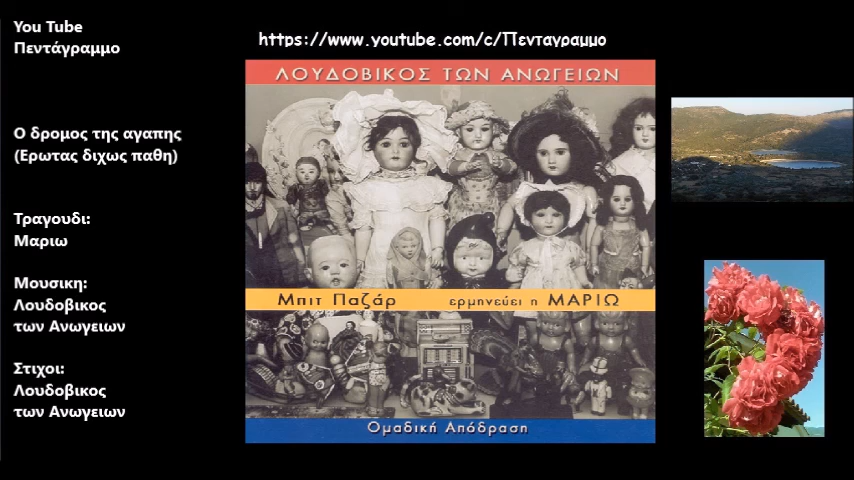 You Tube
Πεντάγραμμο
https://www.youtube.com/c/Πενταγραμμο
Ο δρομος της αγαπης
(Ερωτας διχως παθη)
Τραγουδι:
Μαριω
Μουσικη:
Λουδοβικος
των Ανωγειων
Στιχοι:
Λουδοβικος
των Ανωγειων
ΛΟΥΔΟΒΙΚΟΣ ΤΩΝ ΑΝΩΓΕΙΩΝ
Μπιτ Παζάρ ερμηνεύει η ΜΑΡΙΩ
Ομαδική Απόδραση